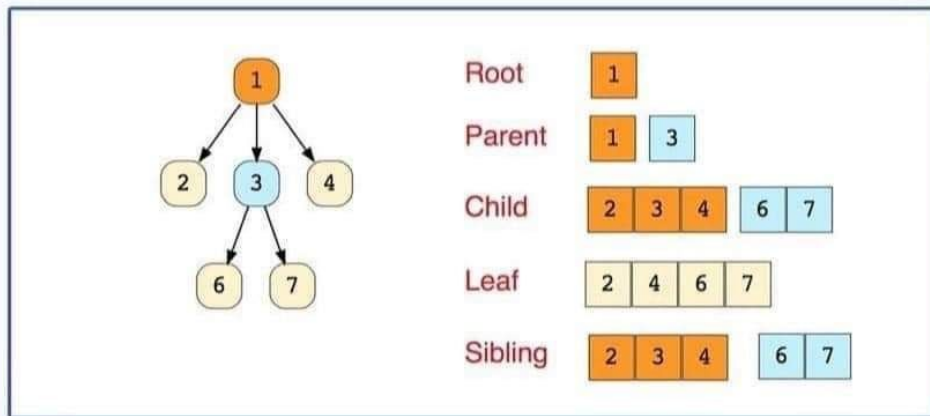 1
2 3 4
6 7
Root 1
Parent 1 3
Child 2 3 4 6 7
Leaf 2 4 6 7
Sibling 2 3 4 6 7